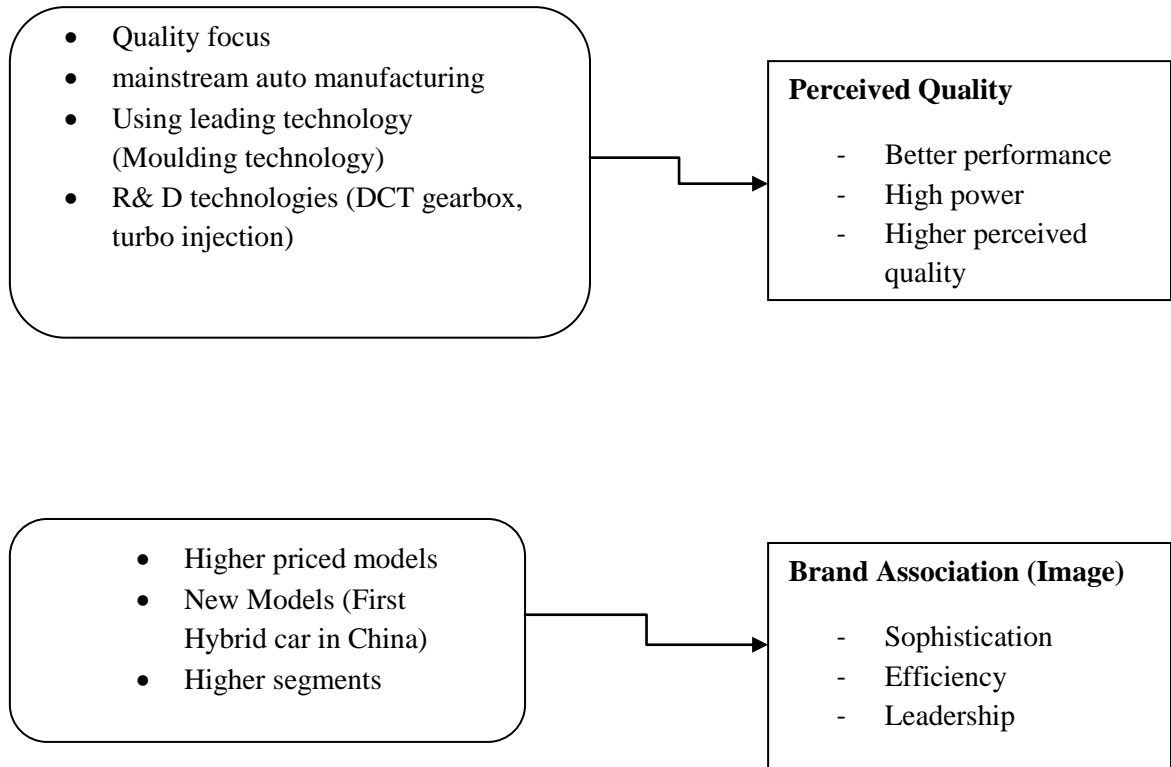 • Quality focus
• mainstream auto manufacturing
• Using leading technology
(Moulding technology)
• R& D technologies (DCT gearbox,
turbo injection)
Perceived Quality
- Better performance
- High power
- Higher perceived
quality
• Higher priced models
• New Models (First
Hybrid car in China)
• Higher segments
Brand Association (Image)
- Sophistication
- Efficiency
- Leadership